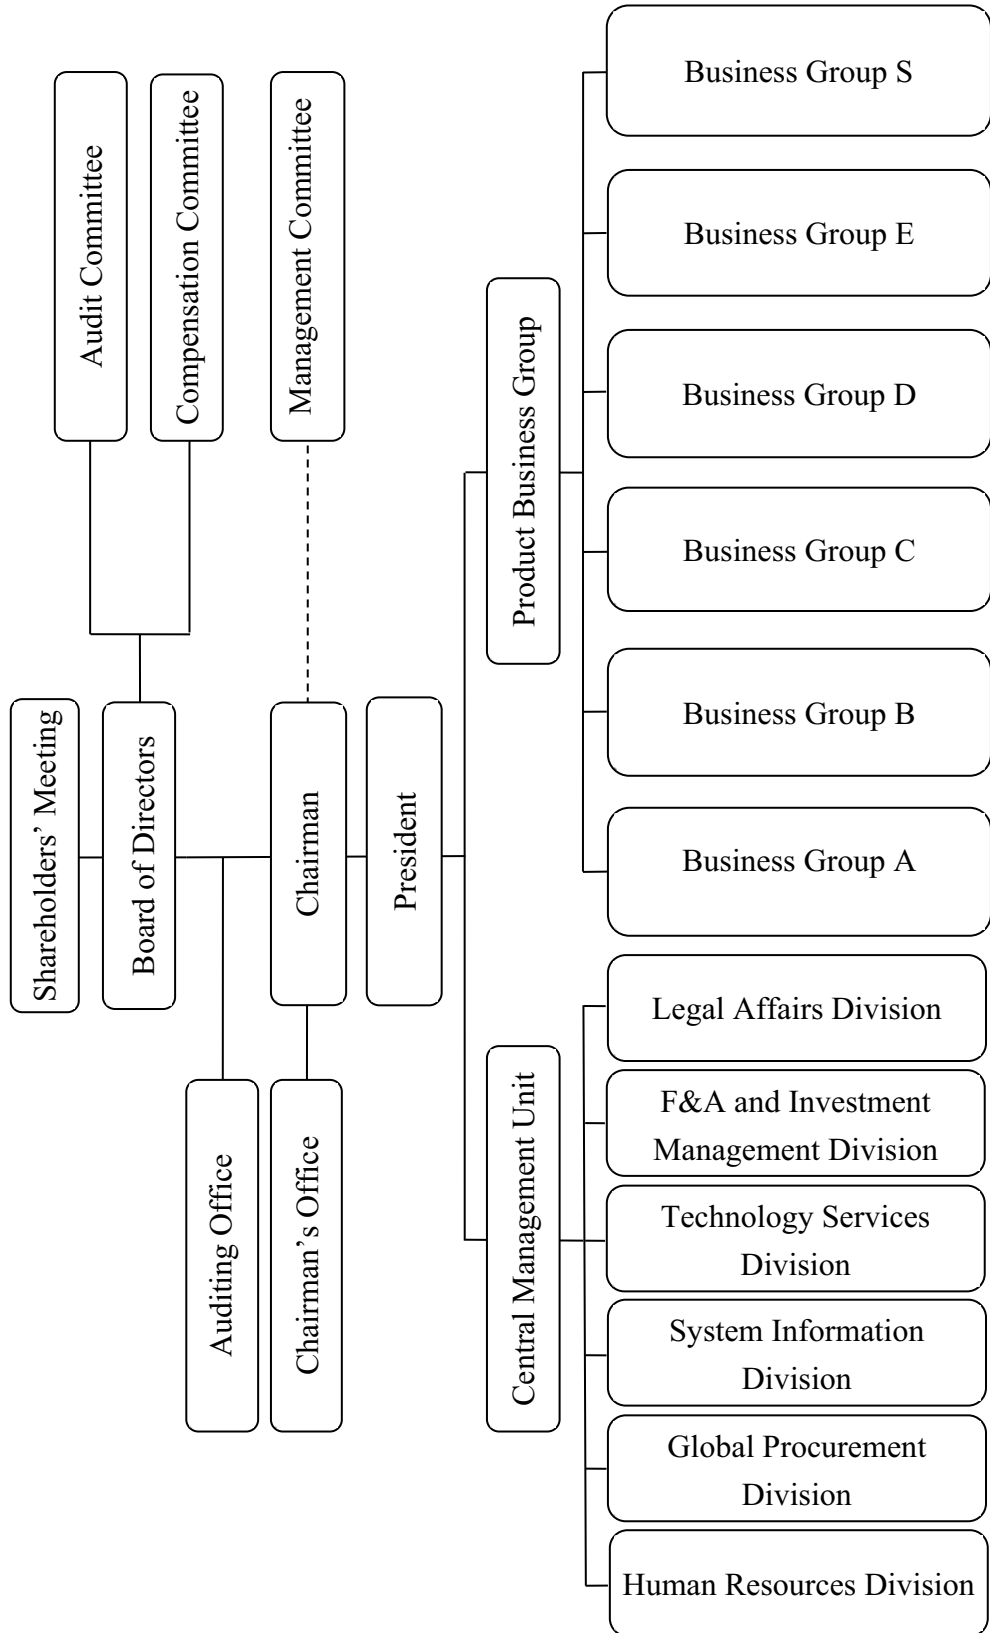 Shareholders’ Meeting
Board of Directors
Audit Committee
Compensation Committee
Auditing Office
Chairman
Management Committee
Chairman’s Office
President
Central Management Unit
Product Business Group
Human Resources Division
Global Procurement
Division
System Information
Division
Technology Services
Division
F&A and Investment
Management Division
Legal Affairs Division
Business Group A
Business Group B
Business Group C
Business Group D
Business Group E
Business Group S